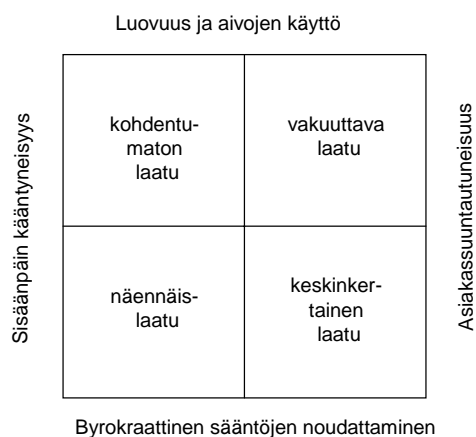 Luovuus ja aivojen käyttö
Sisäänpäin kääntyneisyys
kohdentu-
maton
laatu
vakuuttava
laatu
näennäis-
laatu
keskinker-
tainen
laatu
Asiakassuuntautuneisuus
Byrokraattinen sääntöjen noudattaminen